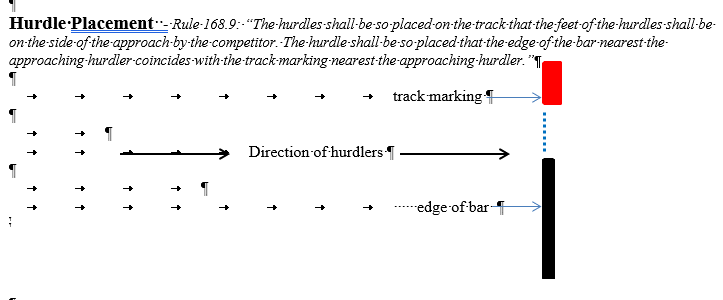 Hurdle Placement - Rule 168.9: “The hurdles shall be so placed on the track that the feet of the hurdles shall be
on the side of the approach by the competitor. The hurdle shall be so placed that the edge of the bar nearest the
approaching hurdler coincides with the track marking nearest the approaching hurdler.”
track marking
Direction of hurdlers
edge of bar